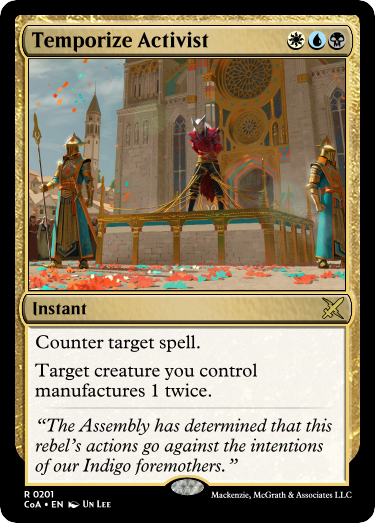 Temporize Activist
Instant
Counter target spell.
Target creature you control
manufactures 1 twice.
“The Assembly has determined that this
rebel's actions go against the intentions
of our Indigo foremothers.”
R 0201
CoA • EN Un Lee
Mackenzie, McGrath & Associates LLC